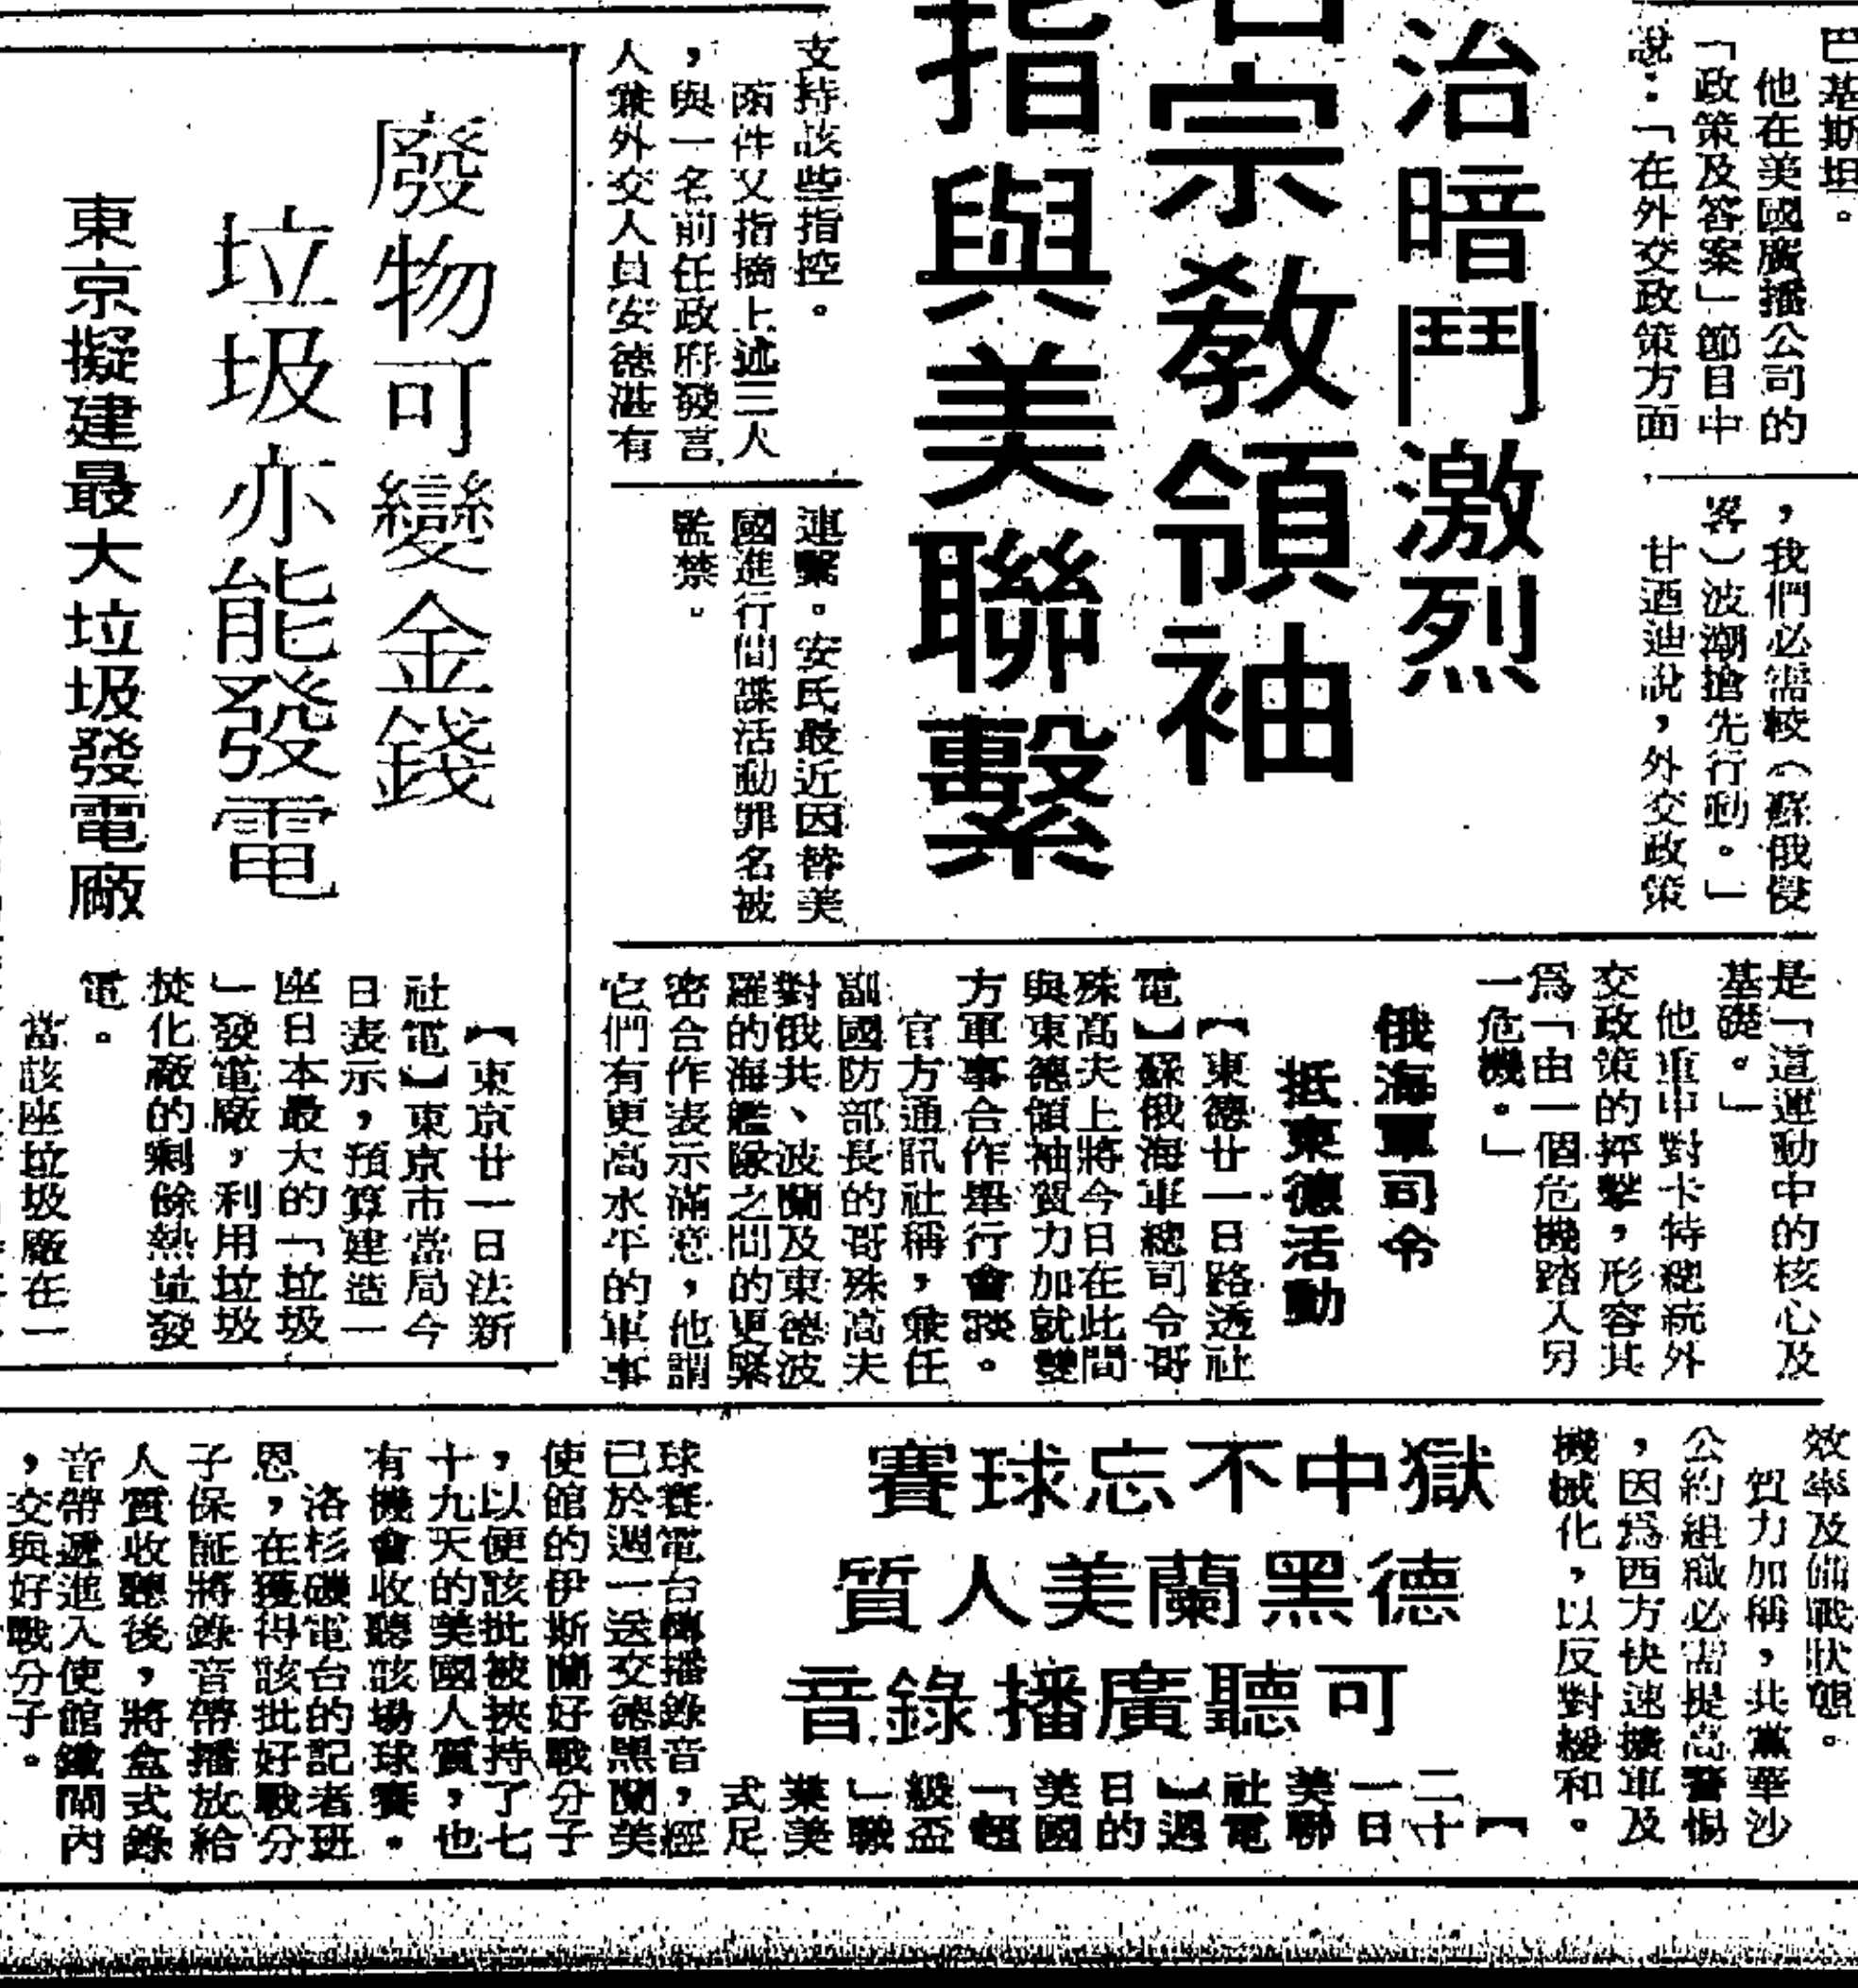 巴基斯坦。
他在美國廣播公司的
「政策及答案」節目中
說：「在外交政策方面
，我們必需較（蘇俄侵
畧）波潮搶先行動。」
甘迺迪說，外交政策
是「這運動中的核心及
基礎。」
他重申對卡特總統外
交政策的抨擊，形容其
爲「由一個危機踏入另
一危機。」
治暗鬥激烈
名宗教領袖
指與美聯繫
支持該些指控。
兩件又指摘上述三人
，與一名前任政府發言
人兼外交人員安德湛有
連繫。安氏最近因替美
國進行間諜活動罪名被
監禁。
俄海軍司令
抵東德活動
【東德廿一日路透社
電】蘇俄海軍總司令哥
殊高夫上將今日在此間
與東德領袖賀力加就雙
方軍事合作舉行會談。
官方通訊社稱，兼任
副國防部長的哥殊高夫
對俄共、波蘭及東德波
羅的海艦隊之間的更緊
密合作表示滿意，他謂
它們有更高水平的軍事
效率及備戰狀態。
賀力加稱，共黨華沙
公約組織必需提高警惕
，因爲西方快速擴軍及
機械化，以反對緩和。
廢物可變金錢
垃圾亦能發電
東京擬建最大垃圾發電廠
【東京廿一日法新
社電】東京市當局今
日表示，預算建造一
座日本最大的「垃圾
」發電廠，利用垃圾
焚化廠的剩餘熱量發
電。
當該座垃圾廠在一
獄中不忘球賽
德黑蘭美人質
可聽廣播錄音
【
二十
一日
美聯
社電
】週
日的
美國
「超
級盃
」職
業美
式足
球賽電台轉播錄音，經
已於週一送交德黑蘭美
使館的伊斯蘭好戰分子
，以便該批被挾持了七
十九天的美國人質，也
有機會收聽該場球賽。
洛杉磯電台的記者班
恩，在獲得該批好戰分
子保証將錄音帶播放給
人質收聽後，將盒式錄
音帶遞進入使館鐵閘內
，交與好戰分子。